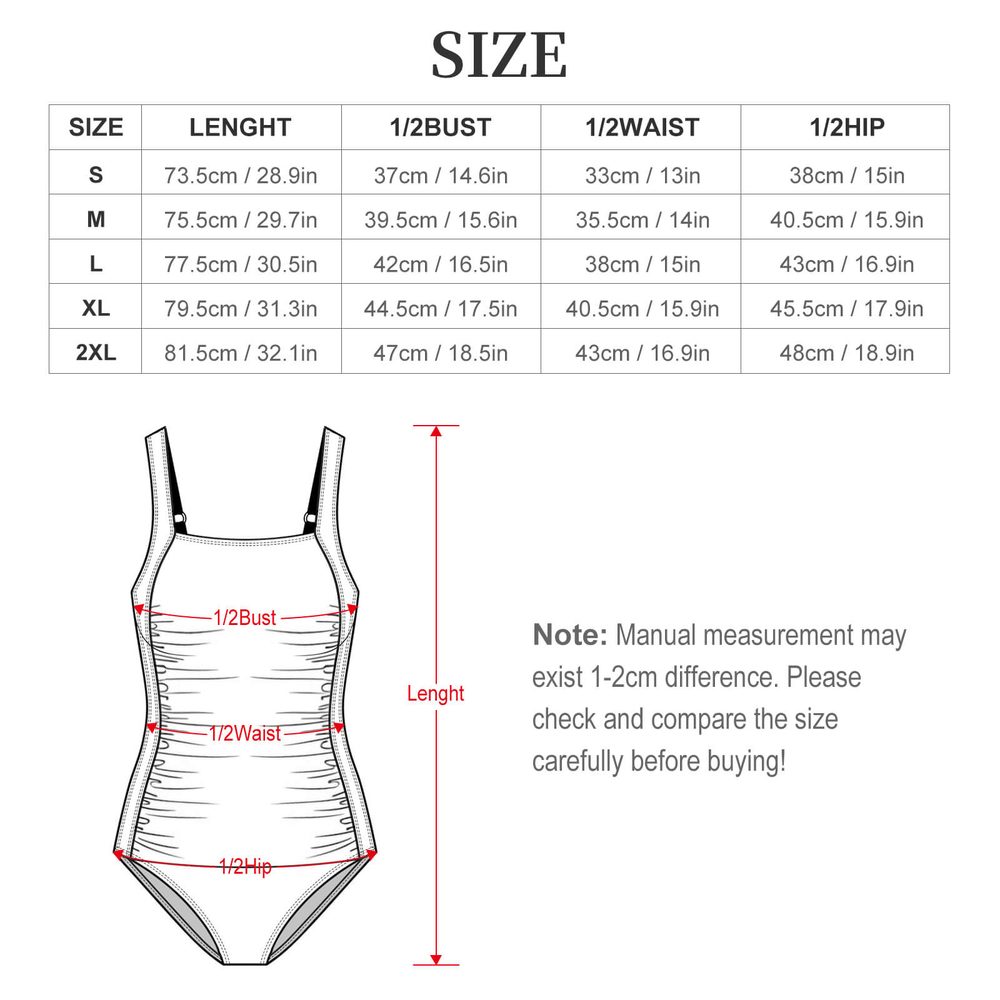 SIZE
SIZE LENGHT 1/2BUST 1/2WAIST 1/2HIP
S 73.5cm / 28.9in 37cm / 14.6in 33cm / 13in 38cm / 15in
M 75.5cm / 29.7in 39.5cm / 15.6in 35.5cm / 14in 40.5cm / 15.9in
L 77.5cm / 30.5in 42cm / 16.5in 38cm / 15in 43cm / 16.9in
XL 79.5cm / 31.3in 44.5cm / 17.5in 40.5cm / 15.9in 45.5cm / 17.9in
2XL 81.5cm / 32.1in 47cm / 18.5in 43cm / 16.9in 48cm / 18.9in
1/2Bust
Lenght
1/2Waist
1/2Hip
Note: Manual measurement may
exist 1-2cm difference. Please
check and compare the size
carefully before buying!